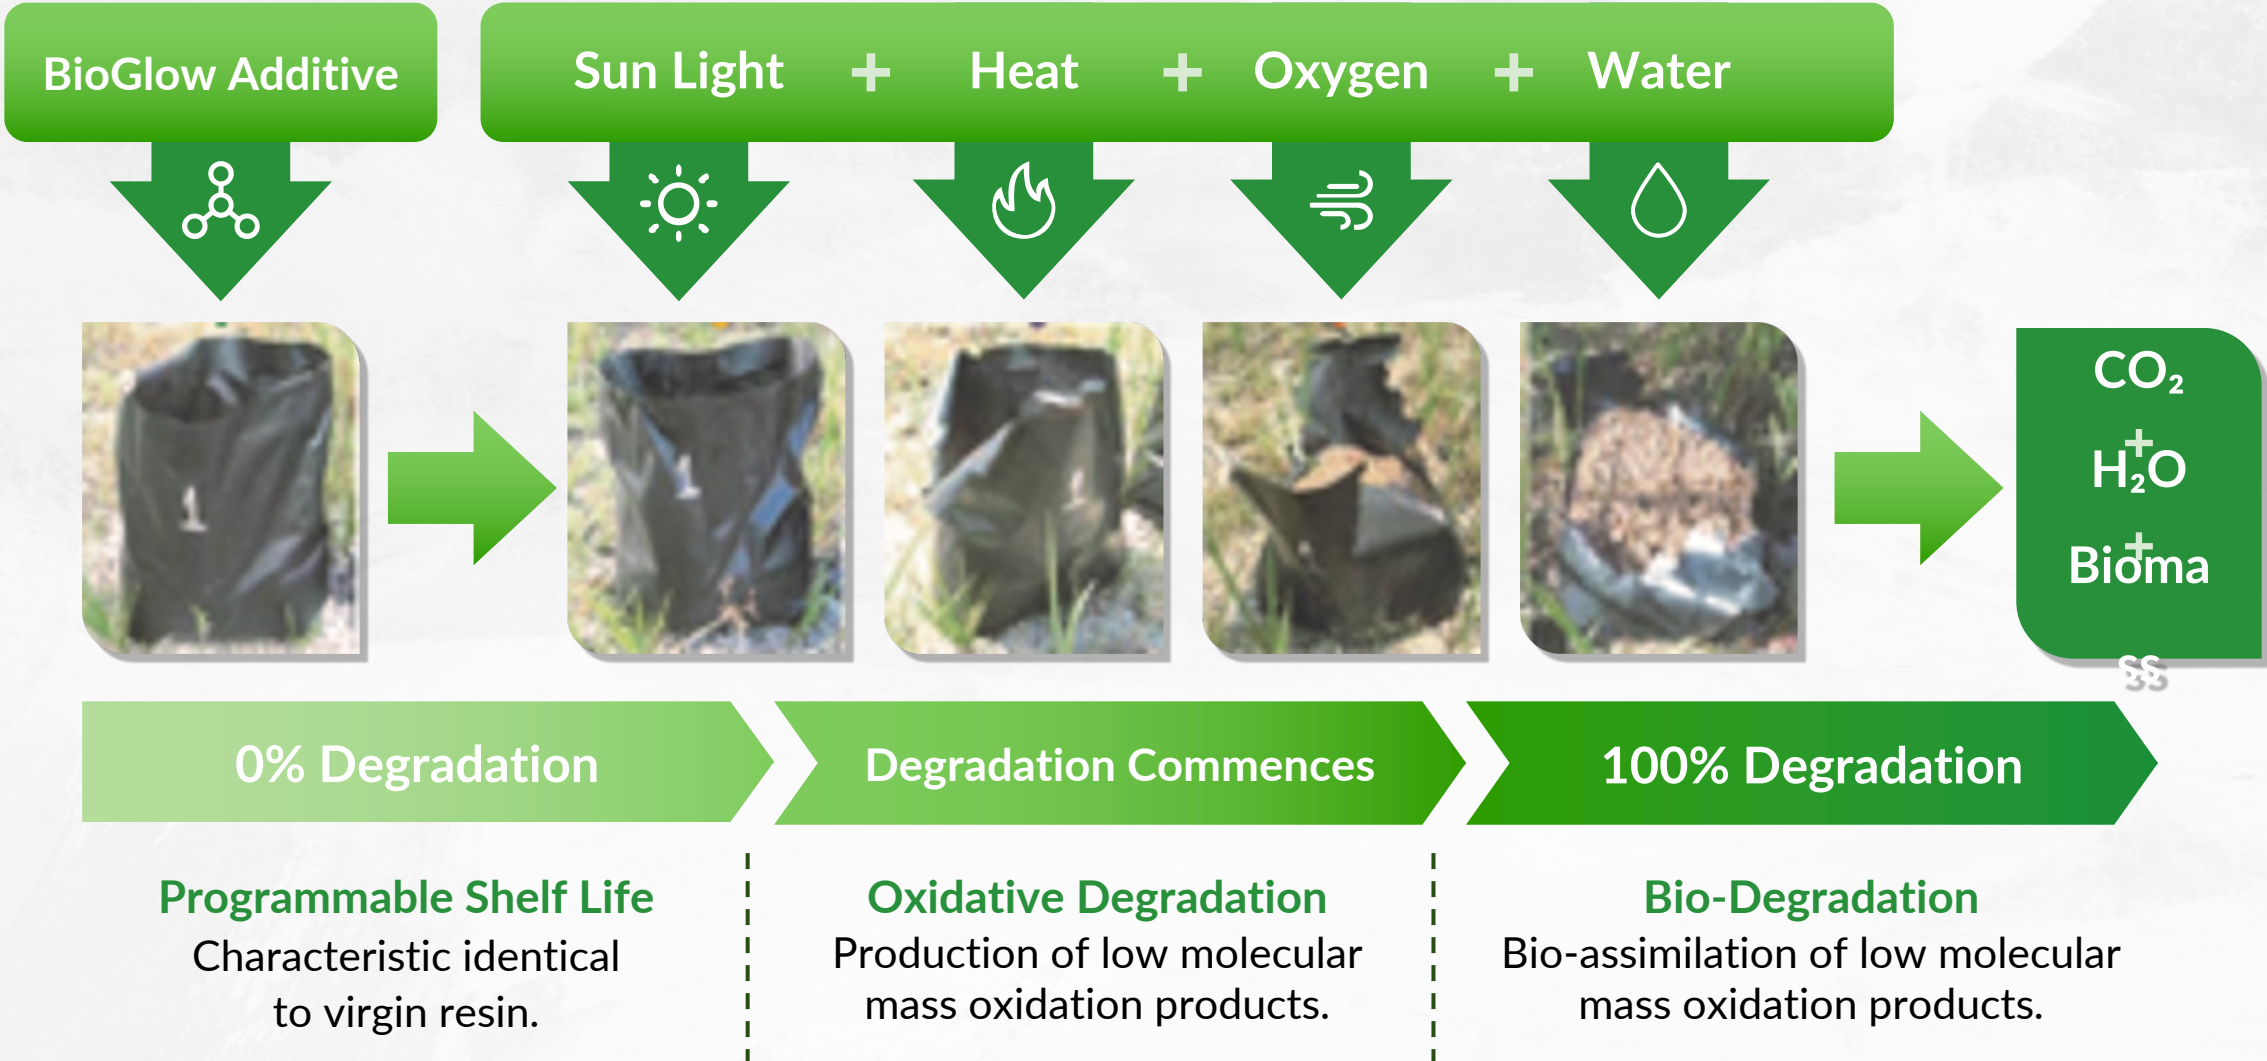 BioGlow Additive
Sun Light + Heat + Oxygen + Water
1
1
1
CO₂
+
H₂O
+
Bioma
ss
0% Degradation
Degradation Commences
100% Degradation
Programmable Shelf Life
Characteristic identical
to virgin resin.
Oxidative Degradation
Production of low molecular
mass oxidation products.
Bio-Degradation
Bio-assimilation of low molecular
mass oxidation products.